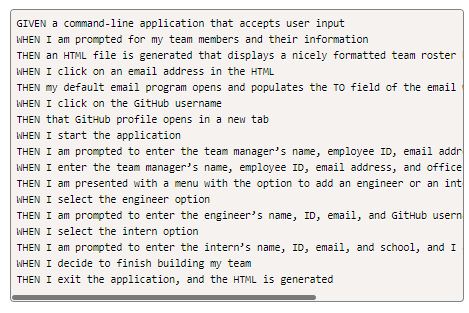 GIVEN a command-line application that accepts user input
WHEN I am prompted for my team members and their information
THEN an HTML file is generated that displays a nicely formatted team roster
WHEN I click on an email address in the HTML
THEN my default email program opens and populates the TO field of the email
WHEN I click on the GitHub username
THEN that GitHub profile opens in a new tab
WHEN I start the application
THEN I am prompted to enter the team manager’s name, employee ID, email addr
WHEN I enter the team manager’s name, employee ID, email address, and office
THEN I am presented with a menu with the option to add an engineer or an int
WHEN I select the engineer option
THEN I am prompted to enter the engineer’s name, ID, email, and GitHub usern
WHEN I select the intern option
THEN I am prompted to enter the intern’s name, ID, email, and school, and I
WHEN I decide to finish building my team
THEN I exit the application, and the HTML is generated